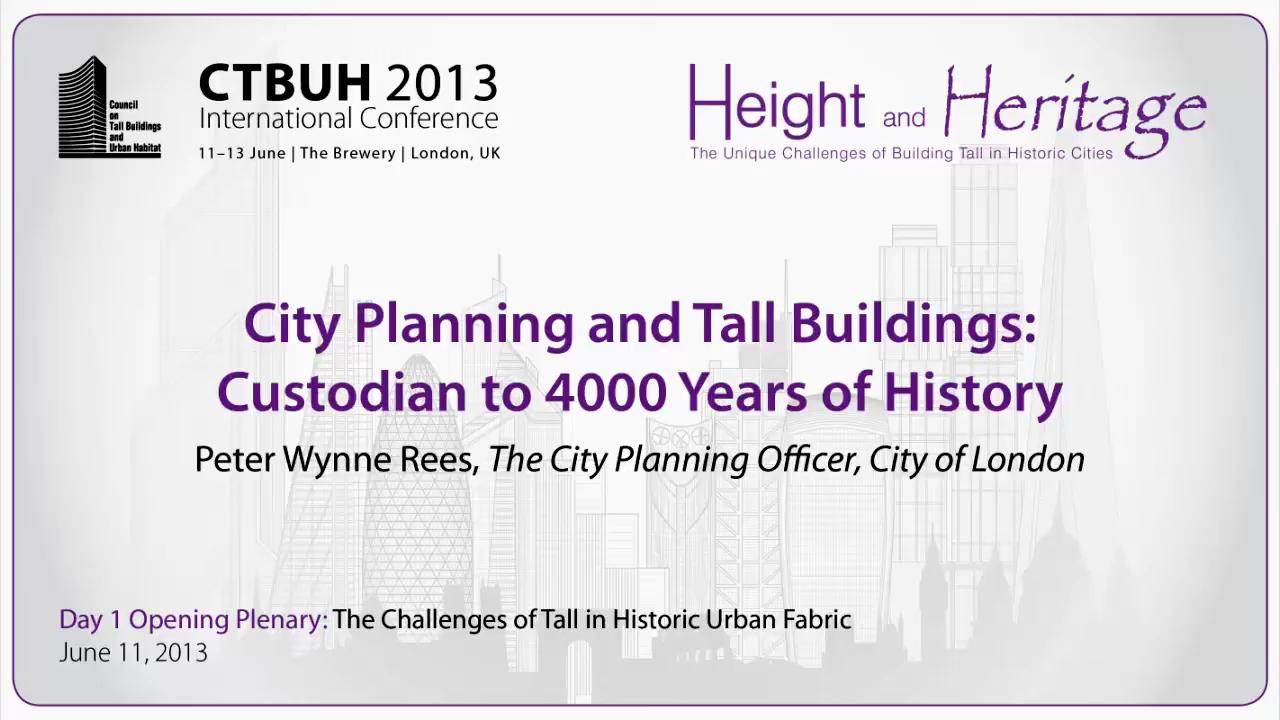 Council
on
Tall Buildings
and
Urban Habitat
CTBUH 2013
International Conference
11–13 June | The Brewery | London, UK
Height and Heritage
The Unique Challenges of Building Tall in Historic Cities
City Planning and Tall Buildings:
Custodian to 4000 Years of History
Peter Wynne Rees, The City Planning Officer, City of London
Day 1 Opening Plenary: The Challenges of Tall in Historic Urban Fabric
June 11, 2013